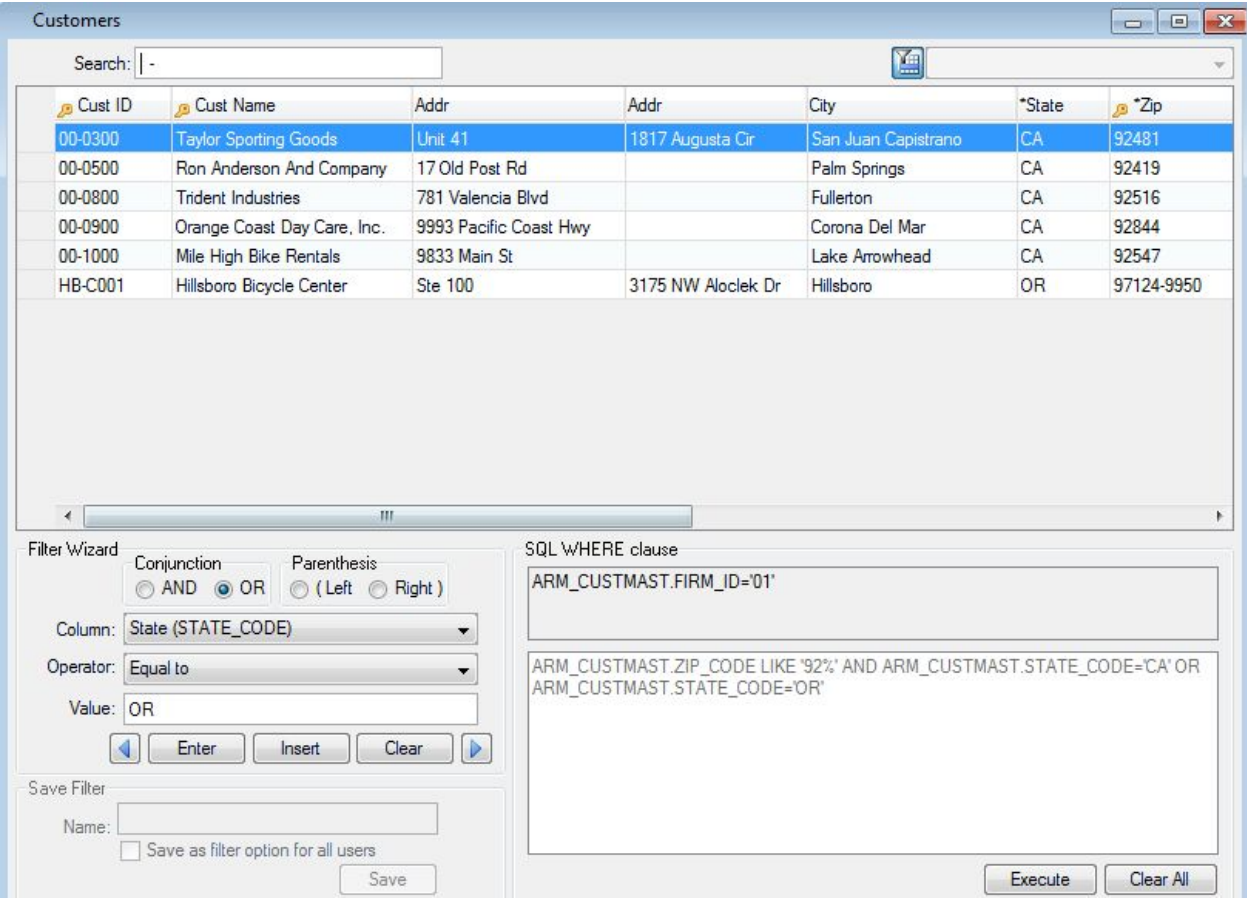 Customers
Search: -
Cust ID Cust Name Addr Addr City *State *Zip
00-0300 Taylor Sporting Goods Unit 41 1817 Augusta Cir San Juan Capistrano CA 92481
00-0500 Ron Anderson And Company 17 Old Post Rd Palm Springs CA 92419
00-0800 Trident Industries 781 Valencia Blvd Fullerton CA 92516
00-0900 Orange Coast Day Care, Inc. 9993 Pacific Coast Hwy Corona Del Mar CA 92844
00-1000 Mile High Bike Rentals 9833 Main St Lake Arrowhead CA 92547
HB-C001 Hillsboro Bicycle Center Ste 100 3175 NW Aloclek Dr Hillsboro OR 97124-9950
Filter Wizard
Conjunction Parenthesis
AND OR ( Left Right )
Column: State (STATE_CODE)
Operator: Equal to
Value: OR
Enter Insert Clear
Save Filter
Name:
Save as filter option for all users
Save
SQL WHERE clause
ARM_CUSTMAST.FIRM_ID='01'
ARM_CUSTMAST.ZIP_CODE LIKE '92%' AND ARM_CUSTMAST.STATE_CODE='CA' OR
ARM_CUSTMAST.STATE_CODE='OR'
Execute Clear All